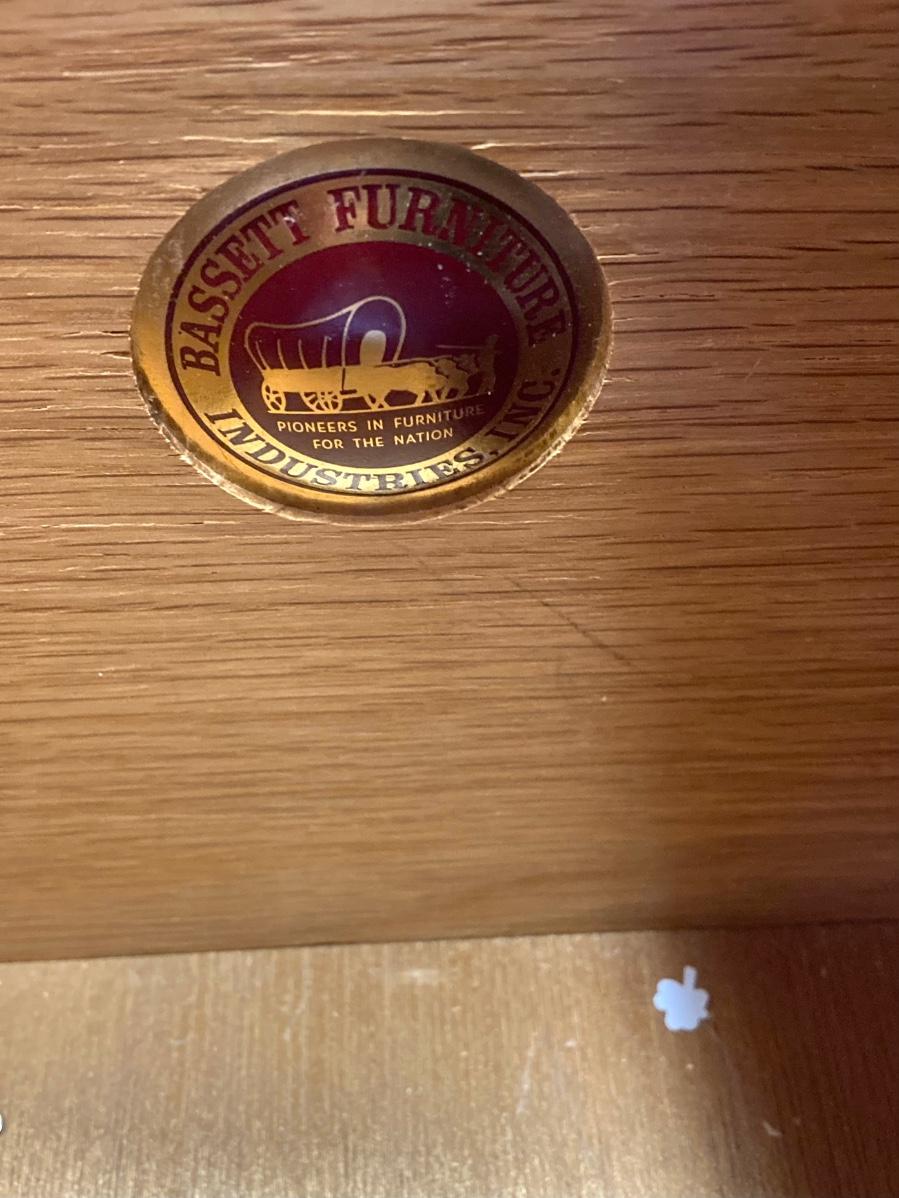 BASSETT FURNITURE
PIONEERS IN FURNITURE
FOR THE NATION
INDUSTRIES, INC.